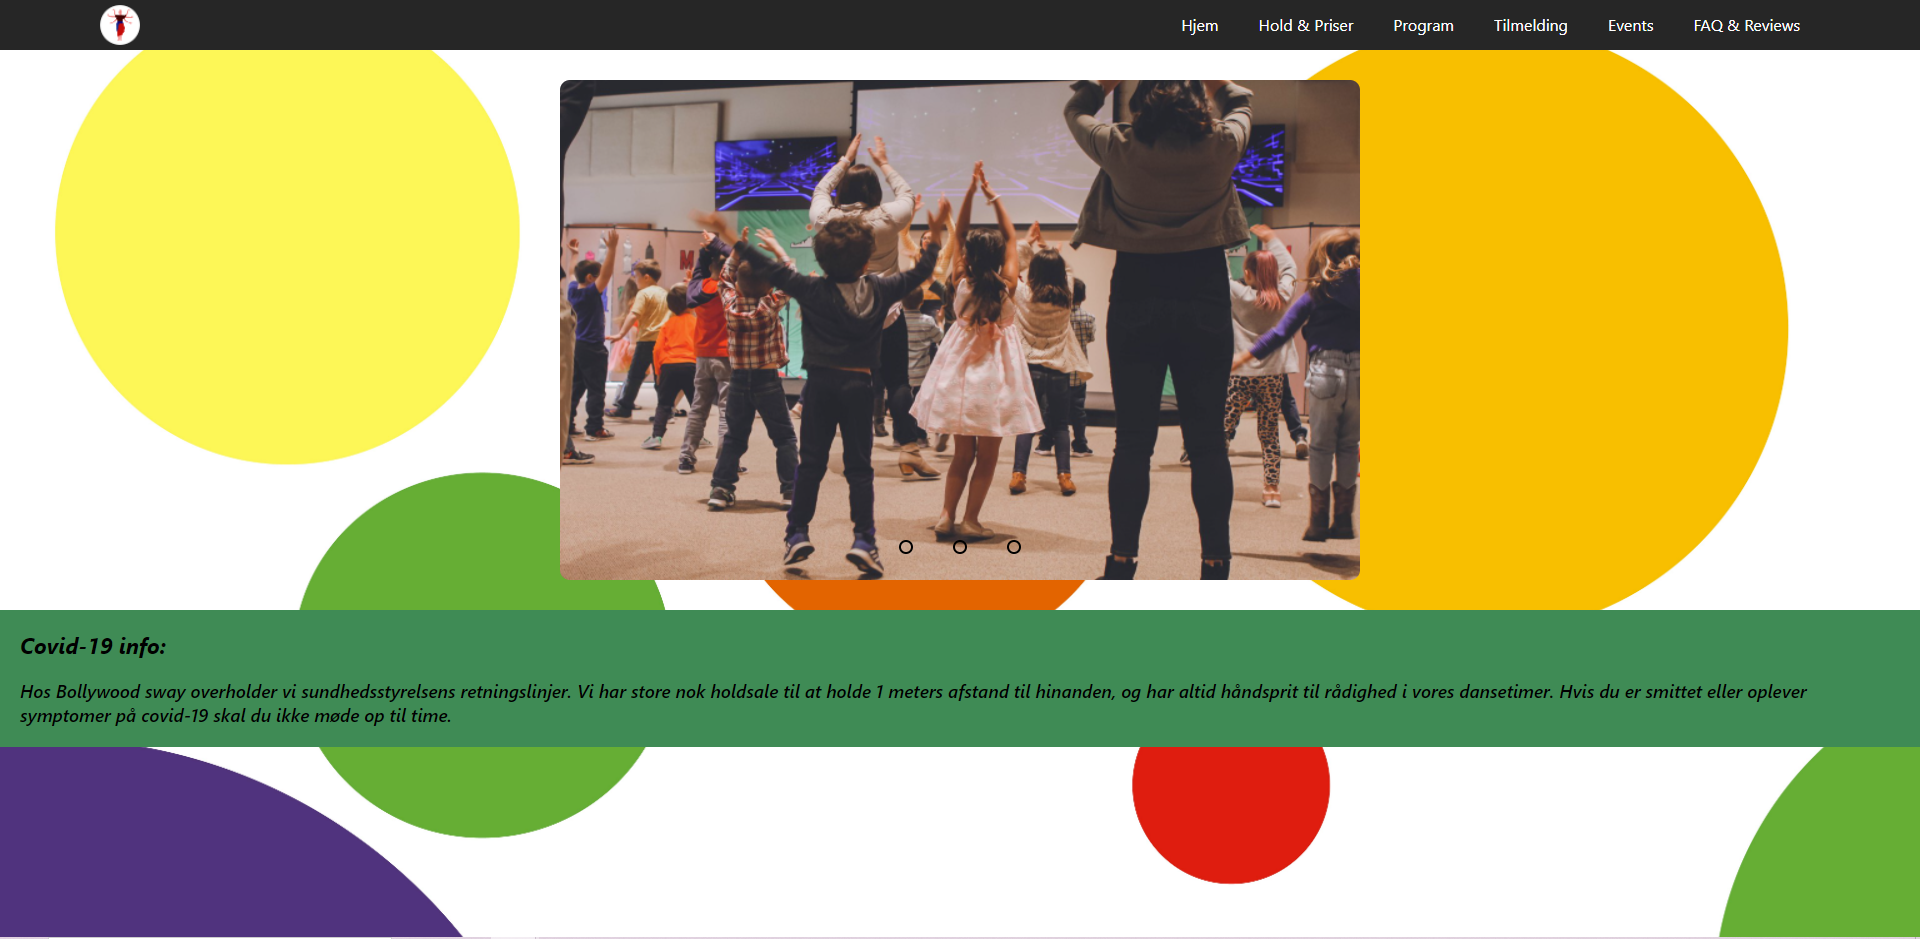 Hjem Hold & Priser Program Tilmelding Events FAQ & Reviews
M
Covid-19 info:
Hos Bollywood sway overholder vi sundhedsstyrelsens retningslinjer. Vi har store nok holdsale til at holde 1 meters afstand til hinanden, og har altid håndsprit til rådighed i vores dansetimer. Hvis du er smittet eller oplever
symptomer på covid-19 skal du ikke møde op til time.